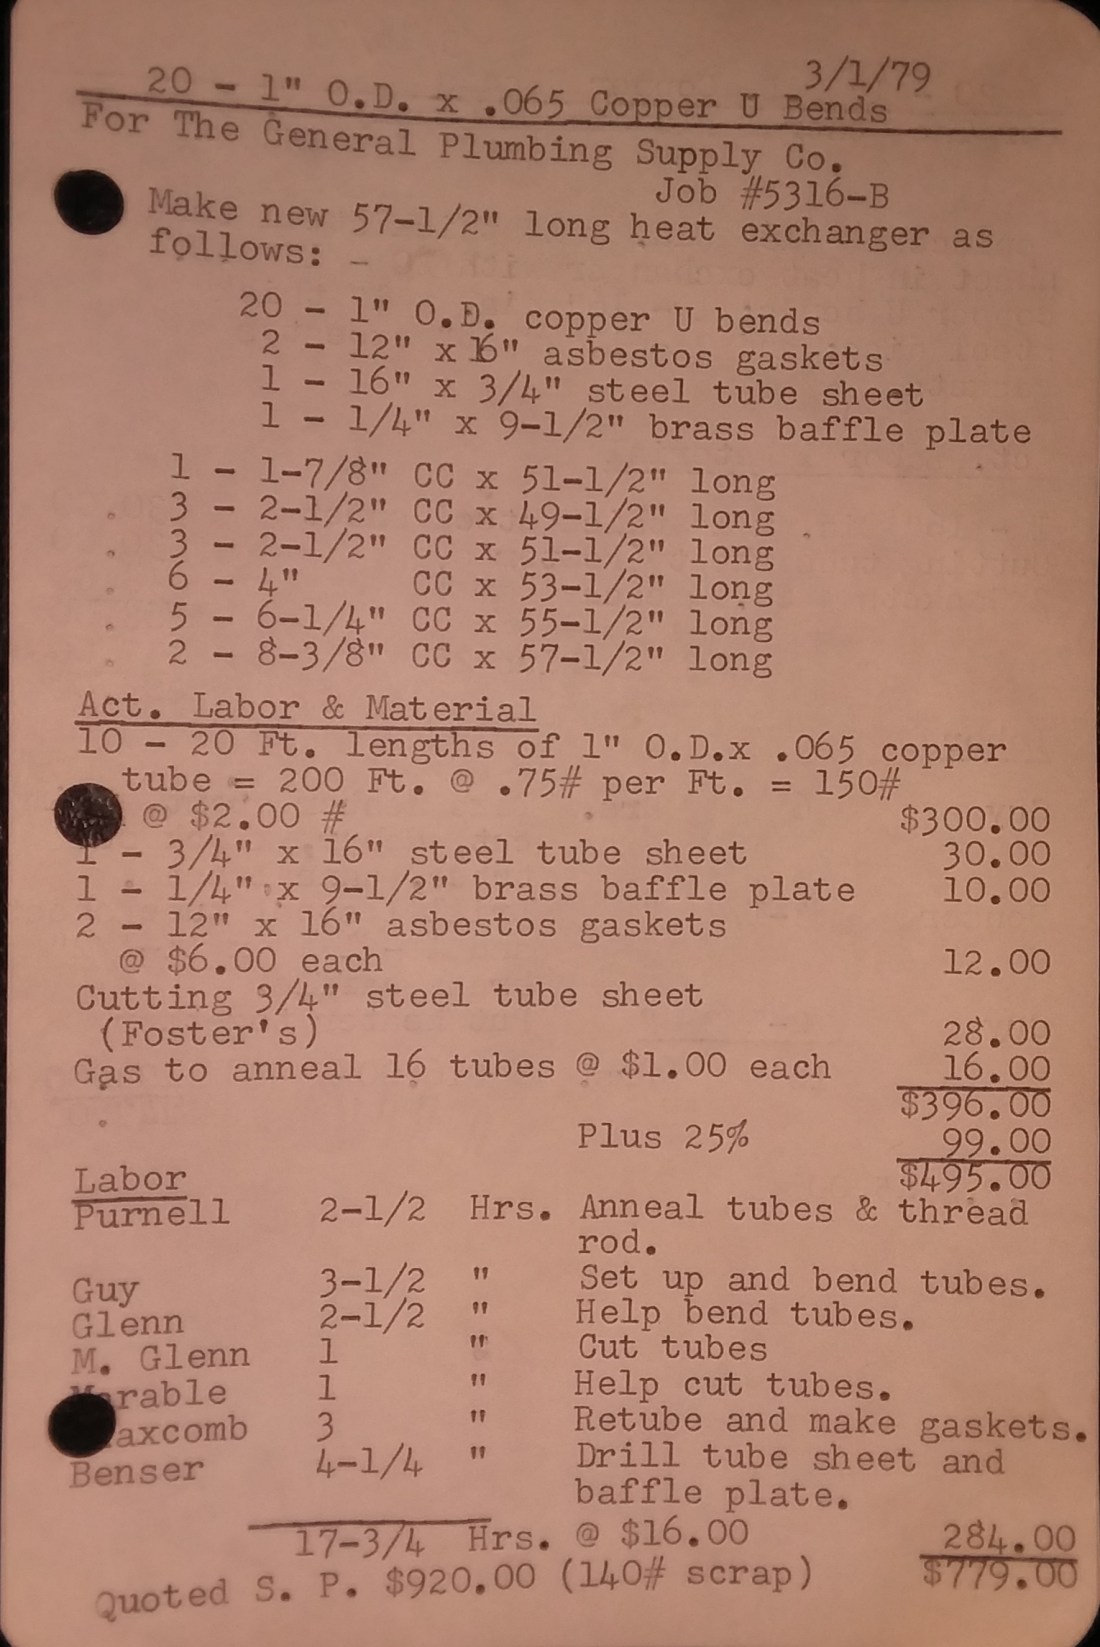 3/1/79
20 - 1" O.D. x .065 Copper U Bends
For The General Plumbing Supply Co.
Job #5316-B
Make new 57-1/2" long heat exchanger as
follows: -
20 - 1" O.D. copper U bends
2 - 12" x 16" asbestos gaskets
1 - 16" x 3/4" steel tube sheet
1 - 1/4" x 9-1/2" brass baffle plate
1 - 1-7/8" CC x 51-1/2" long
3 - 2-1/2" CC x 49-1/2" long
3 - 2-1/2" CC x 51-1/2" long
6 - 4" CC x 53-1/2" long
5 - 6-1/4" CC x 55-1/2" long
2 - 8-3/8" CC x 57-1/2" long
Act. Labor & Material
10 - 20 Ft. lengths of 1" O.D.x .065 copper
tube = 200 Ft. @ .75# per Ft. = 150#
@ $2.00 # $300.00
1 - 3/4" x 16" steel tube sheet 30.00
1 - 1/4" x 9-1/2" brass baffle plate 10.00
2 - 12" x 16" asbestos gaskets
@ $6.00 each 12.00
Cutting 3/4" steel tube sheet
(Foster's) 28.00
Gas to anneal 16 tubes @ $1.00 each 16.00
$396.00
Plus 25% 99.00
$495.00
Labor
Purnell 2-1/2 Hrs. Anneal tubes & thread
rod.
Guy 3-1/2 " Set up and bend tubes.
Glenn 2-1/2 " Help bend tubes.
M. Glenn 1 " Cut tubes
Marable 1 " Help cut tubes.
axcomb 3 " Retube and make gaskets.
Benser 4-1/4 " Drill tube sheet and
baffle plate.
17-3/4 Hrs. @ $16.00 284.00
$779.00
Quoted S. P. $920.00 (140# scrap)